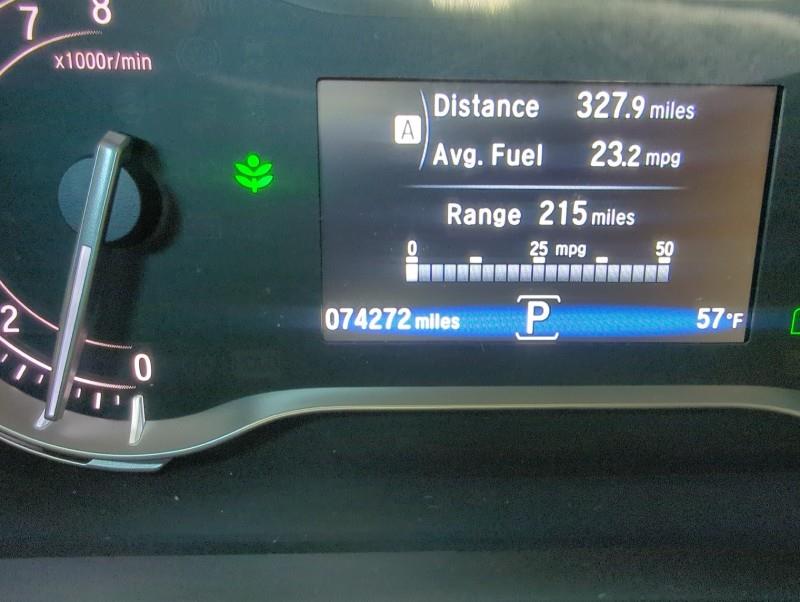 7 8
x1000r/min
2
0
A
Distance 327.9 miles
Avg. Fuel 23.2 mpg
Range 215 miles
0 25 mpg 50
074272 miles P 57°F